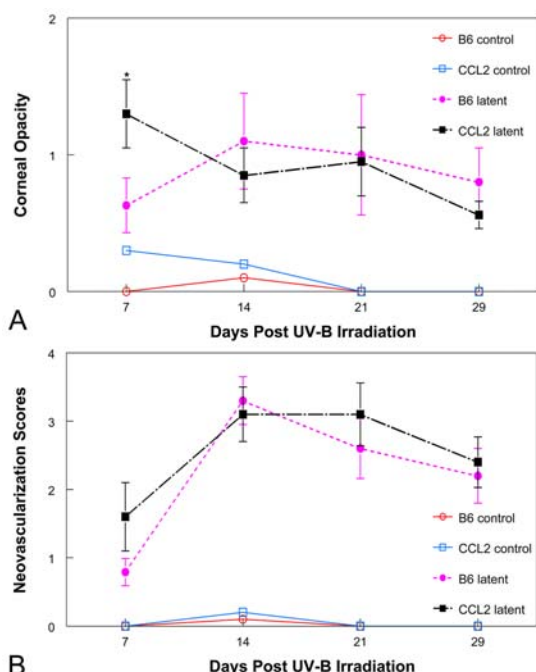 2
B6 control
CCL2 control
*
B6 latent
CCL2 latent
Corneal Opacity
1
0
7
14
21
29
A
Days Post UV-B Irradiation
4
Neovascularization Scores
3
2
B6 control
CCL2 control
1
B6 latent
CCL2 latent
0
7
14
21
29
B
Days Post UV-B Irradiation